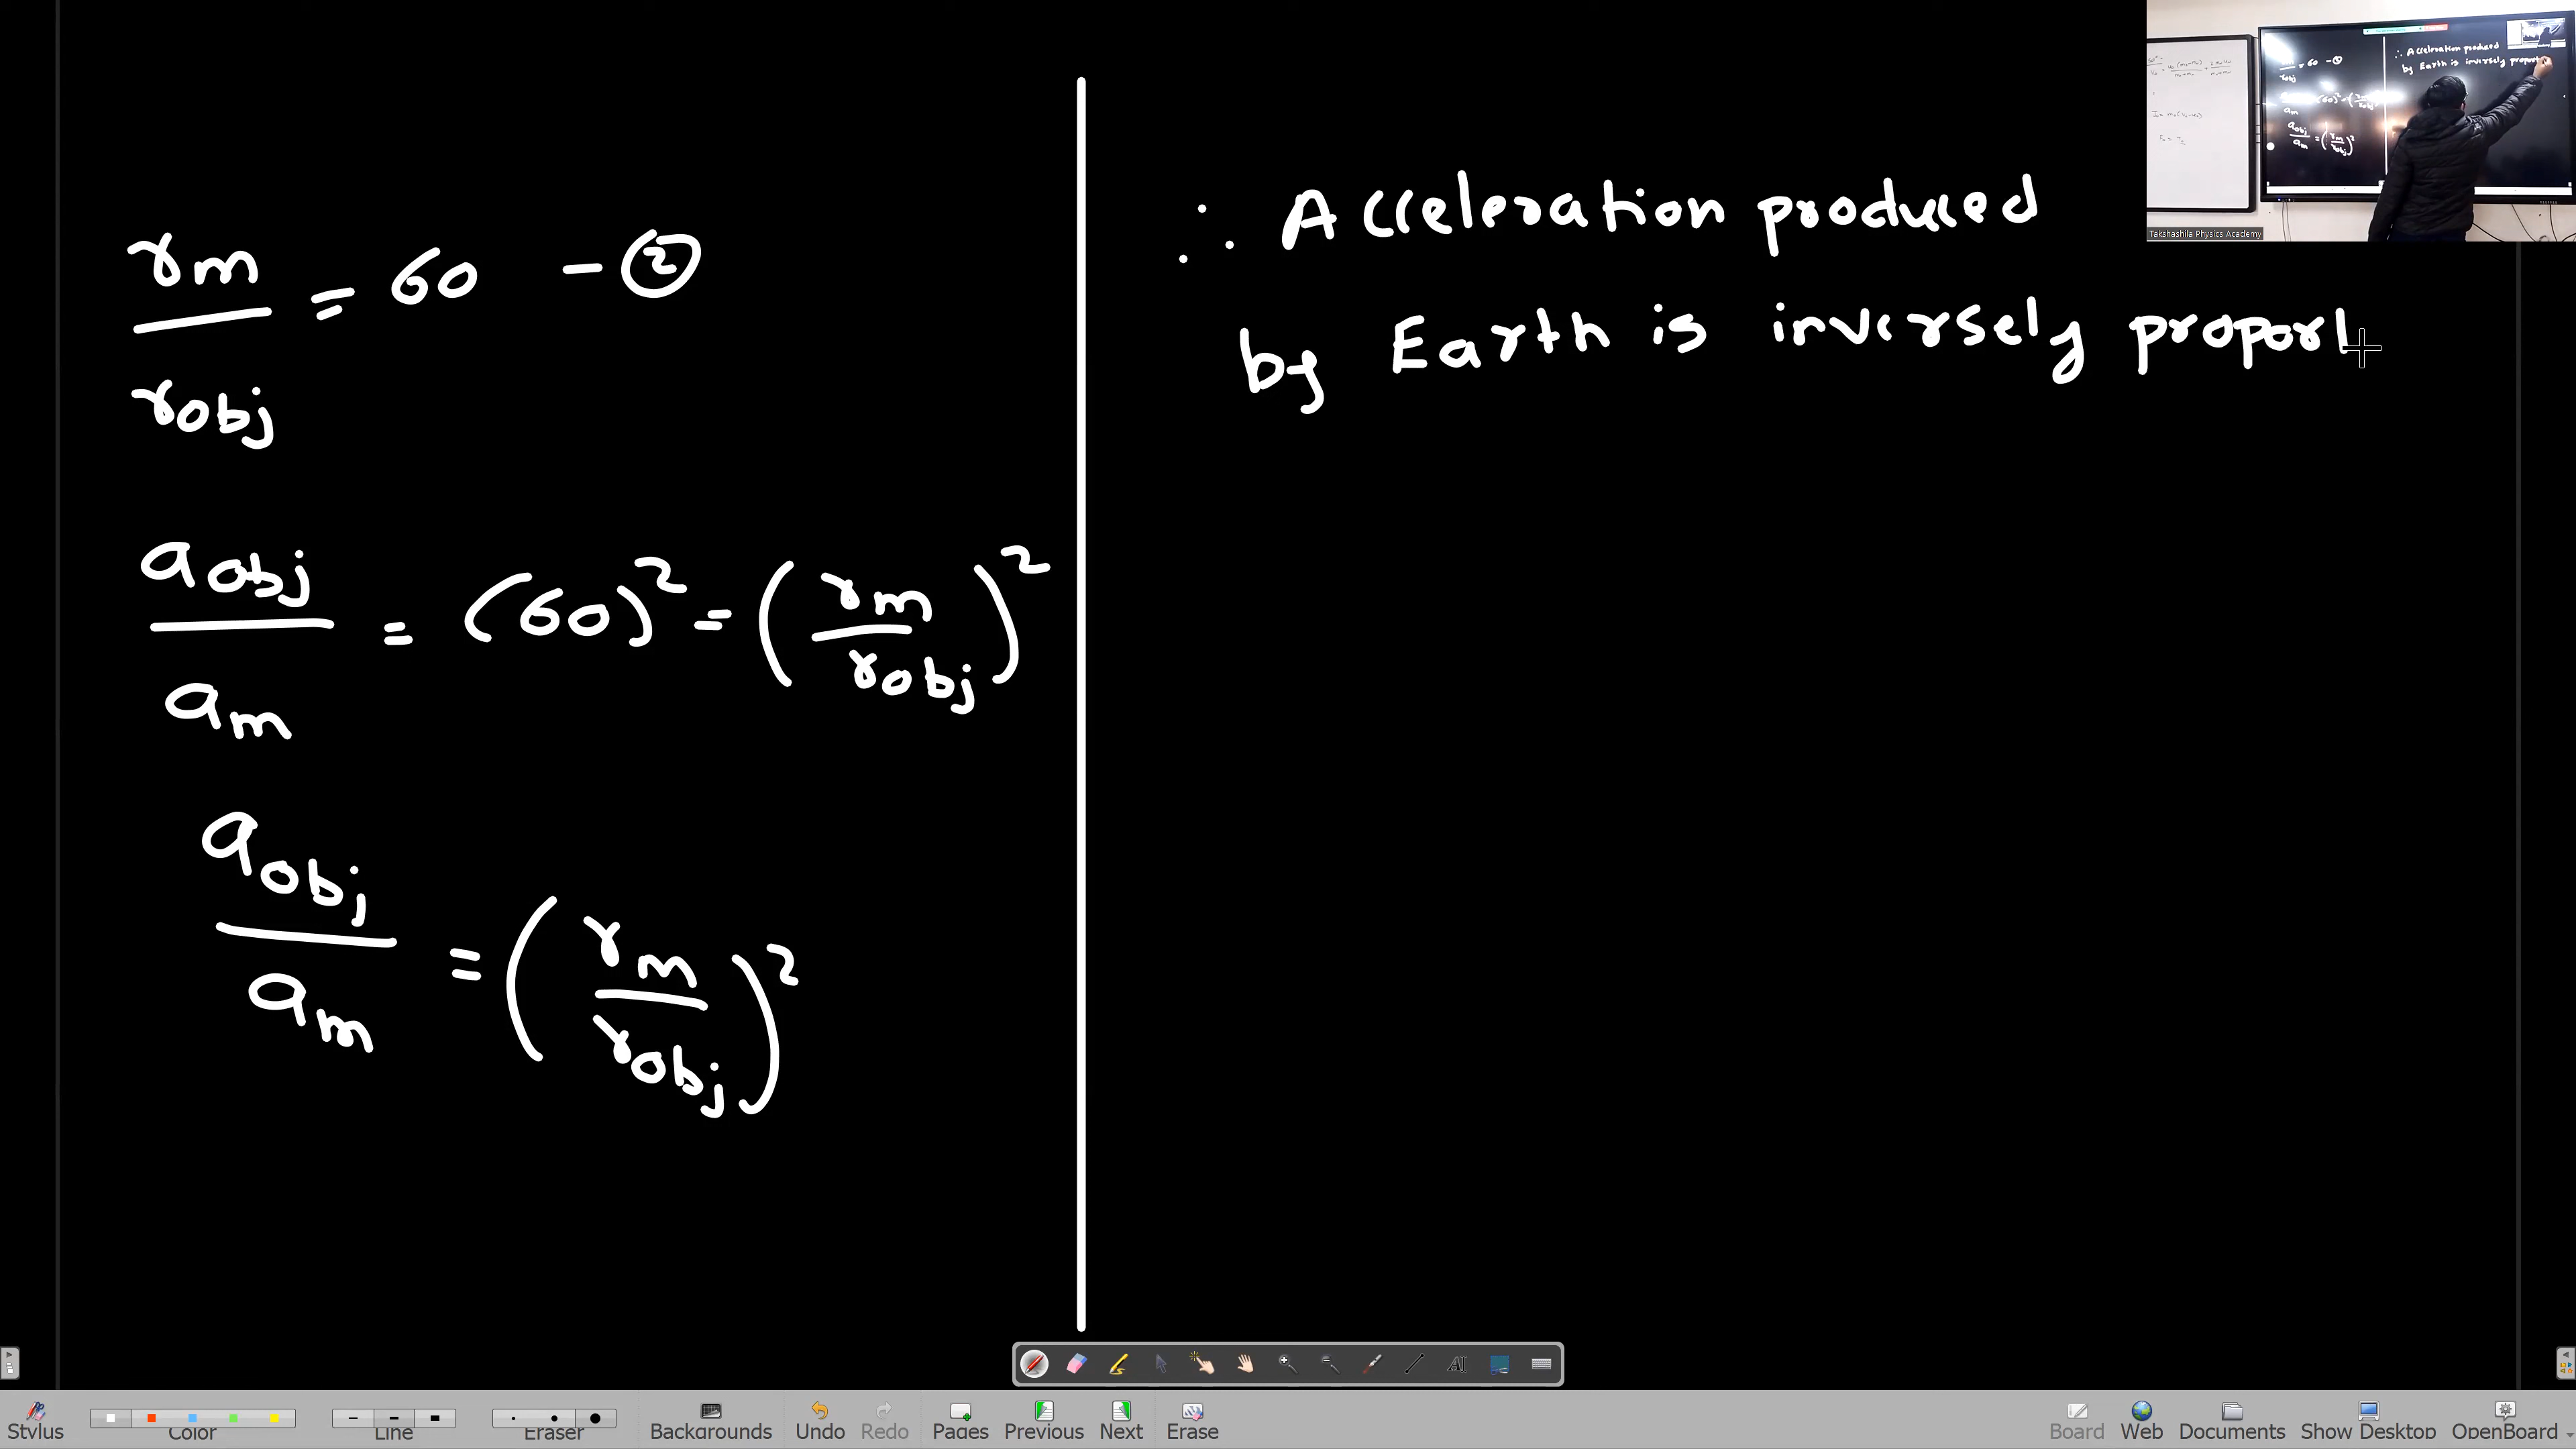 rm/robj = 60 - ②
aobj/am = (60)² = (rm/robj)²
aobj/am = (rm/robj)²
∴ Acceleration produced
by Earth is inversely proport
Takshashila Physics Academy
Stylus Color Line Eraser Backgrounds Undo Redo Pages Previous Next Erase Board Web Documents Show Desktop OpenBoard